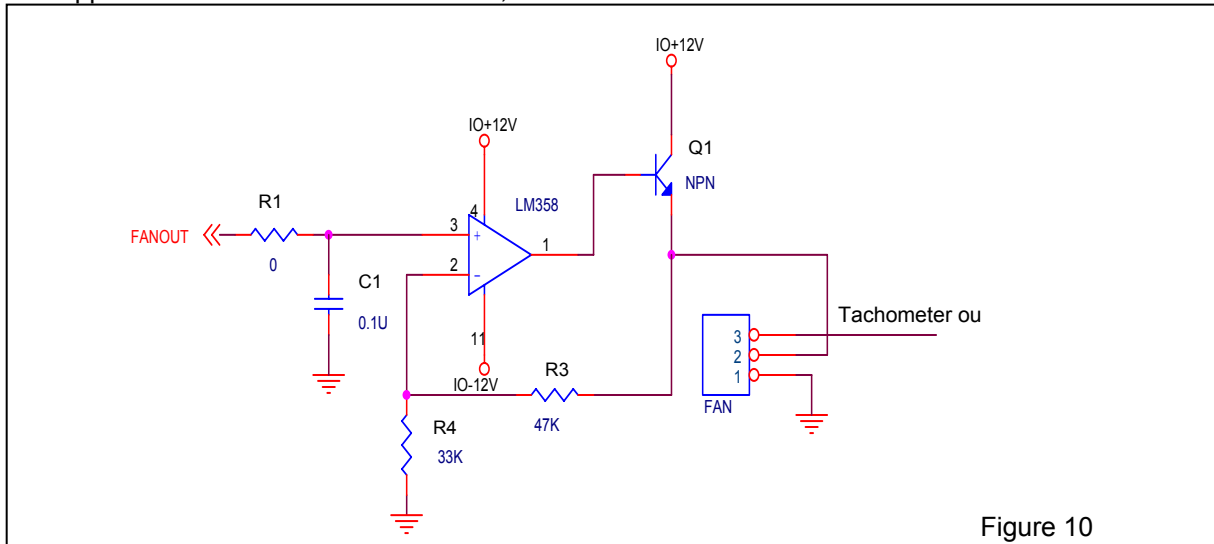 IO+12V
Q1
NPN
IO+12V
4
LM358
R1
FANOUT
0
3
+
1
2
−
C1
0.1U
11
IO-12V
R3
47K
R4
33K
Tachometer ou
3
2
1
FAN
Figure 10